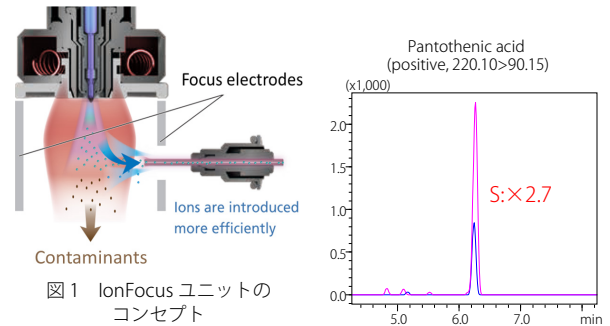 Focus electrodes
Ions are introduced
more efficiently
Contaminants
図 1　IonFocus ユニットの
コンセプト
Pantothenic acid
(positive, 220.10>90.15)
(x1,000)
2.0
1.5
1.0
0.5
0.0
S:×2.7
5.0 6.0 7.0 min